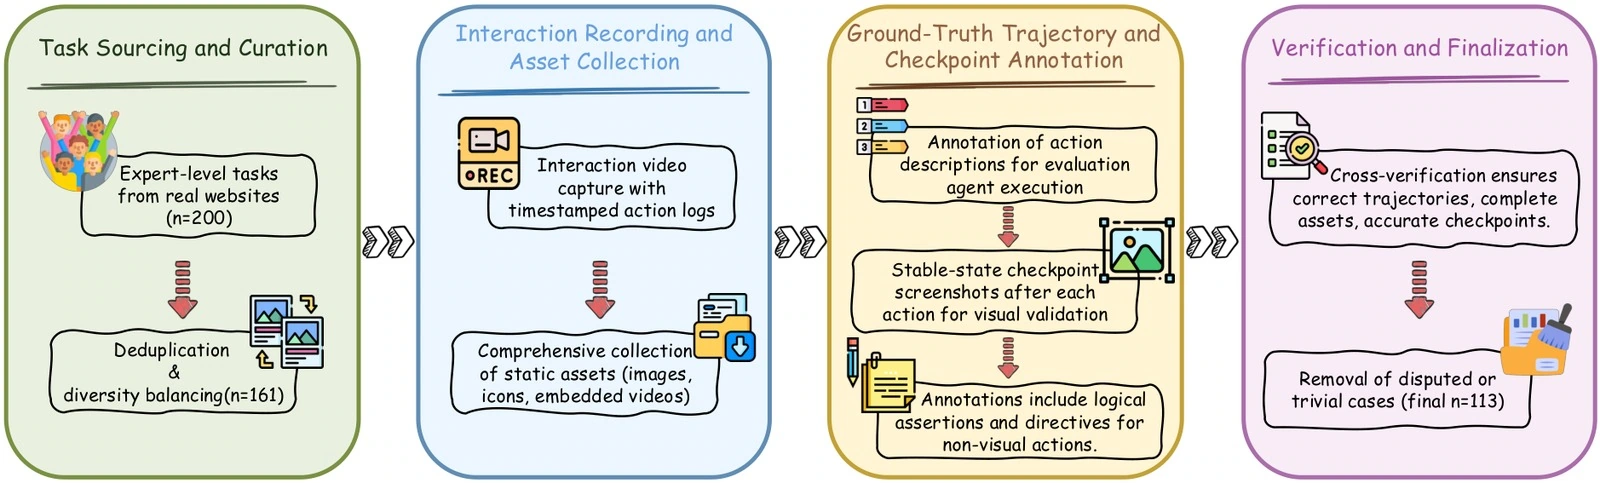 Task Sourcing and Curation
Expert-level tasks
from real websites
(n=200)
Deduplication
&
diversity balancing(n=161)
Interaction Recording and
Asset Collection
REC
Interaction video
capture with
timestamped action logs
Comprehensive collection
of static assets (images,
icons, embedded videos)
Ground-Truth Trajectory and
Checkpoint Annotation
1
2
3
Annotation of action
descriptions for evaluation
agent execution
Stable-state checkpoint
screenshots after each
action for visual validation
Annotations include logical
assertions and directives for
non-visual actions.
Verification and Finalization
Cross-verification ensures
correct trajectories, complete
assets, accurate checkpoints.
Removal of disputed or
trivial cases (final n=113)